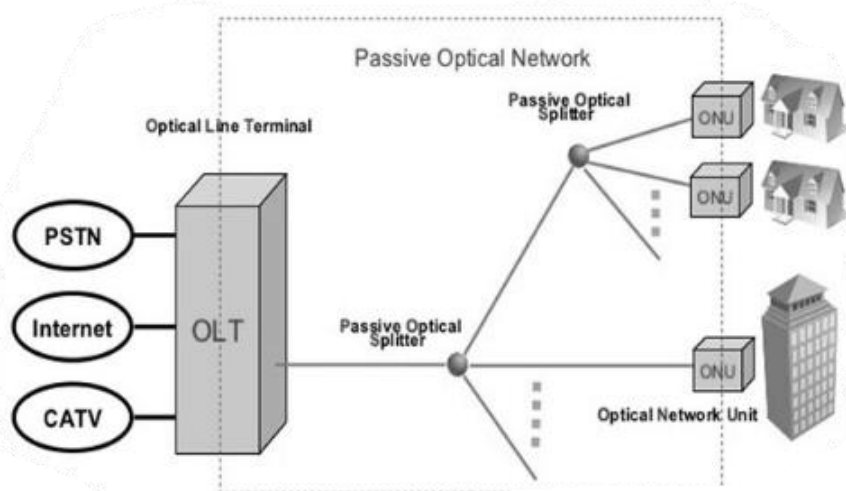 Passive Optical Network
Passive Optical
Splitter
ONU
Optical Line Terminal
ONU
PSTN
Internet
OLT
Passive Optical
Splitter
ONU
CATV
Optical Network Unit